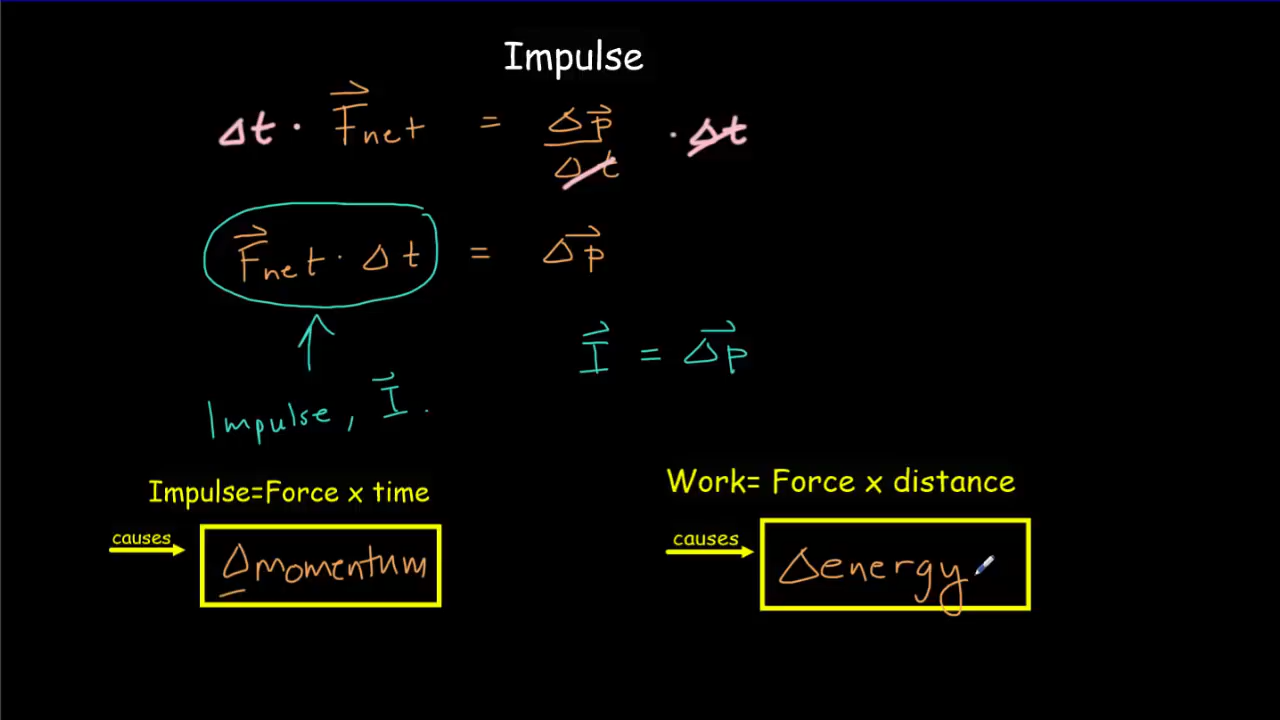 Impulse
Δt · F⃗net = Δp⃗/Δt · Δt
F⃗net · Δt = Δp⃗
I⃗ = Δp⃗
Impulse, I⃗.
Impulse=Force x time
causes
Δmomentum
Work= Force x distance
causes
Δenergy